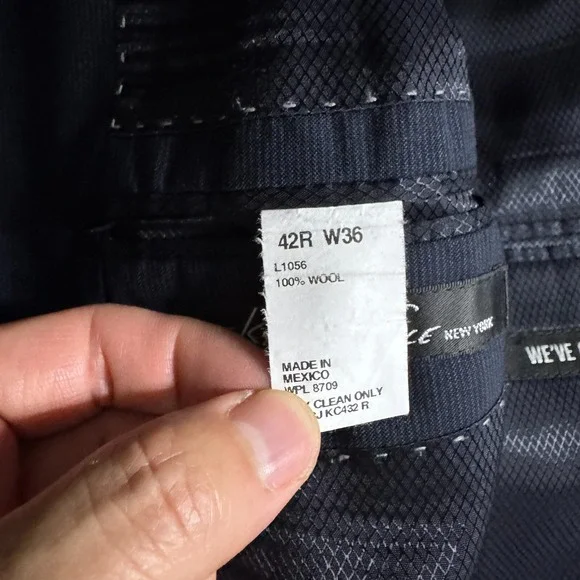 42R W36
L1056
100% WOOL
NEW YORK
WE'VE
MADE IN
MEXICO
WPL 8709
CLEAN ONLY
KC432 R